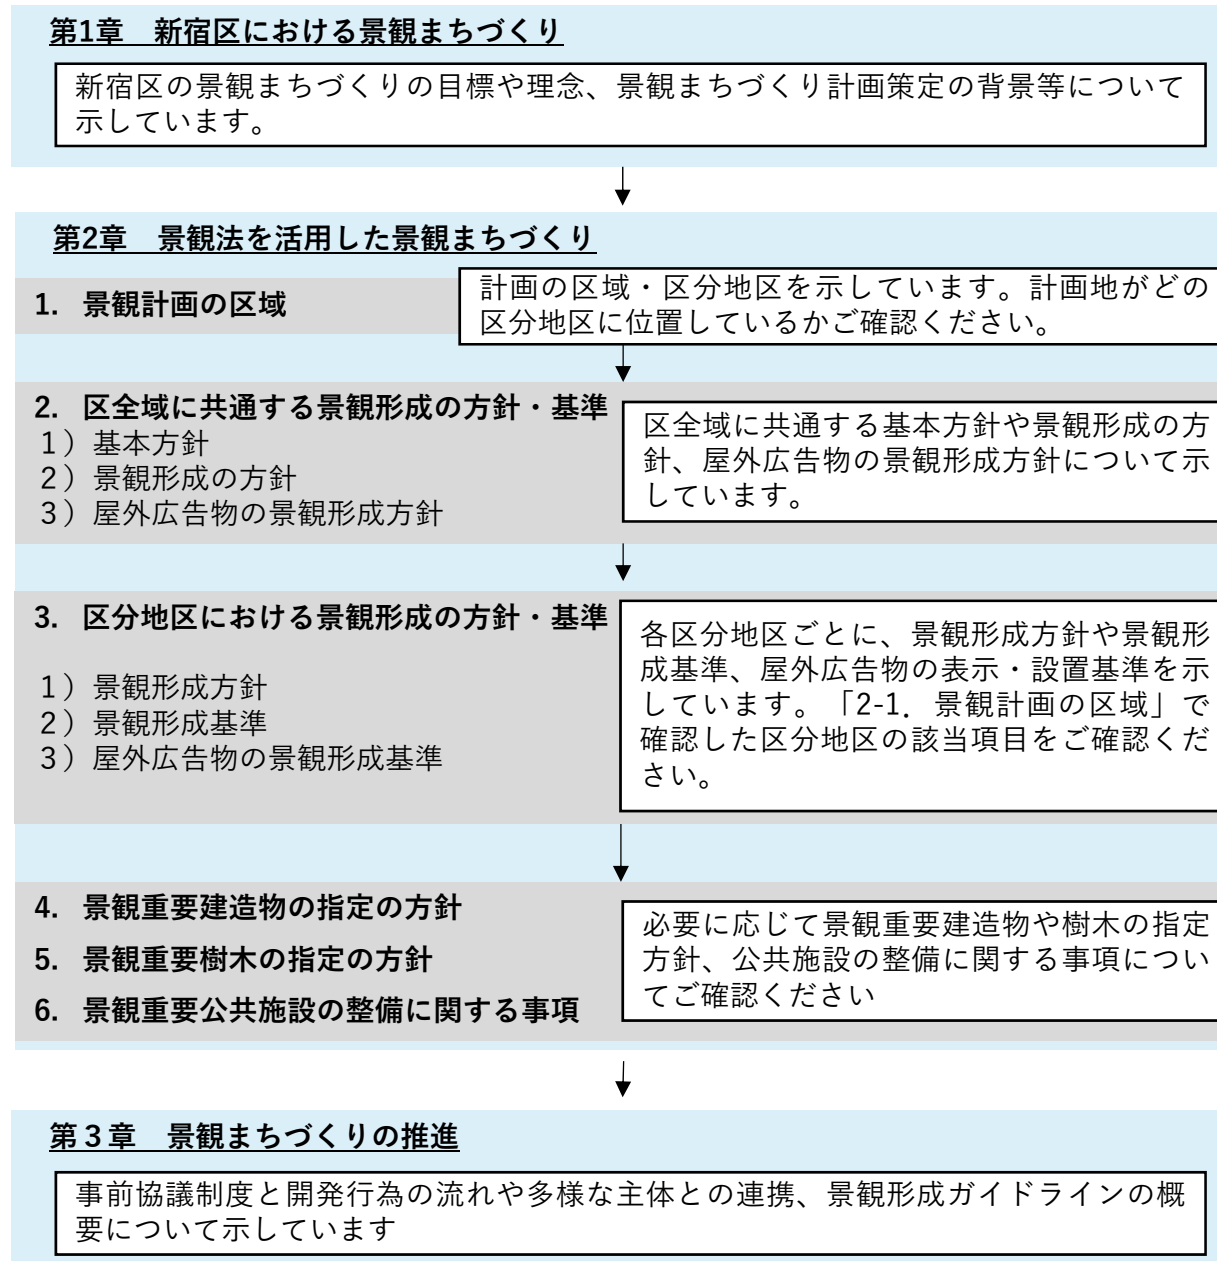 第1章　新宿区における景観まちづくり
新宿区の景観まちづくりの目標や理念、景観まちづくり計画策定の背景等について
示しています。
第2章　景観法を活用した景観まちづくり
1. 景観計画の区域
計画の区域・区分地区を示しています。計画地がどの
区分地区に位置しているかご確認ください。
2. 区全域に共通する景観形成の方針・基準
1）基本方針
2）景観形成の方針
3）屋外広告物の景観形成方針
区全域に共通する基本方針や景観形成の方
針、屋外広告物の景観形成方針について示
しています。
3. 区分地区における景観形成の方針・基準
1）景観形成方針
2）景観形成基準
3）屋外広告物の景観形成基準
各区分地区ごとに、景観形成方針や景観形
成基準、屋外広告物の表示・設置基準を示
しています。「2-1. 景観計画の区域」で
確認した区分地区の該当項目をご確認くだ
さい。
4. 景観重要建造物の指定の方針
5. 景観重要樹木の指定の方針
6. 景観重要公共施設の整備に関する事項
必要に応じて景観重要建造物や樹木の指定
方針、公共施設の整備に関する事項につい
てご確認ください
第３章　景観まちづくりの推進
事前協議制度と開発行為の流れや多様な主体との連携、景観形成ガイドラインの概
要について示しています